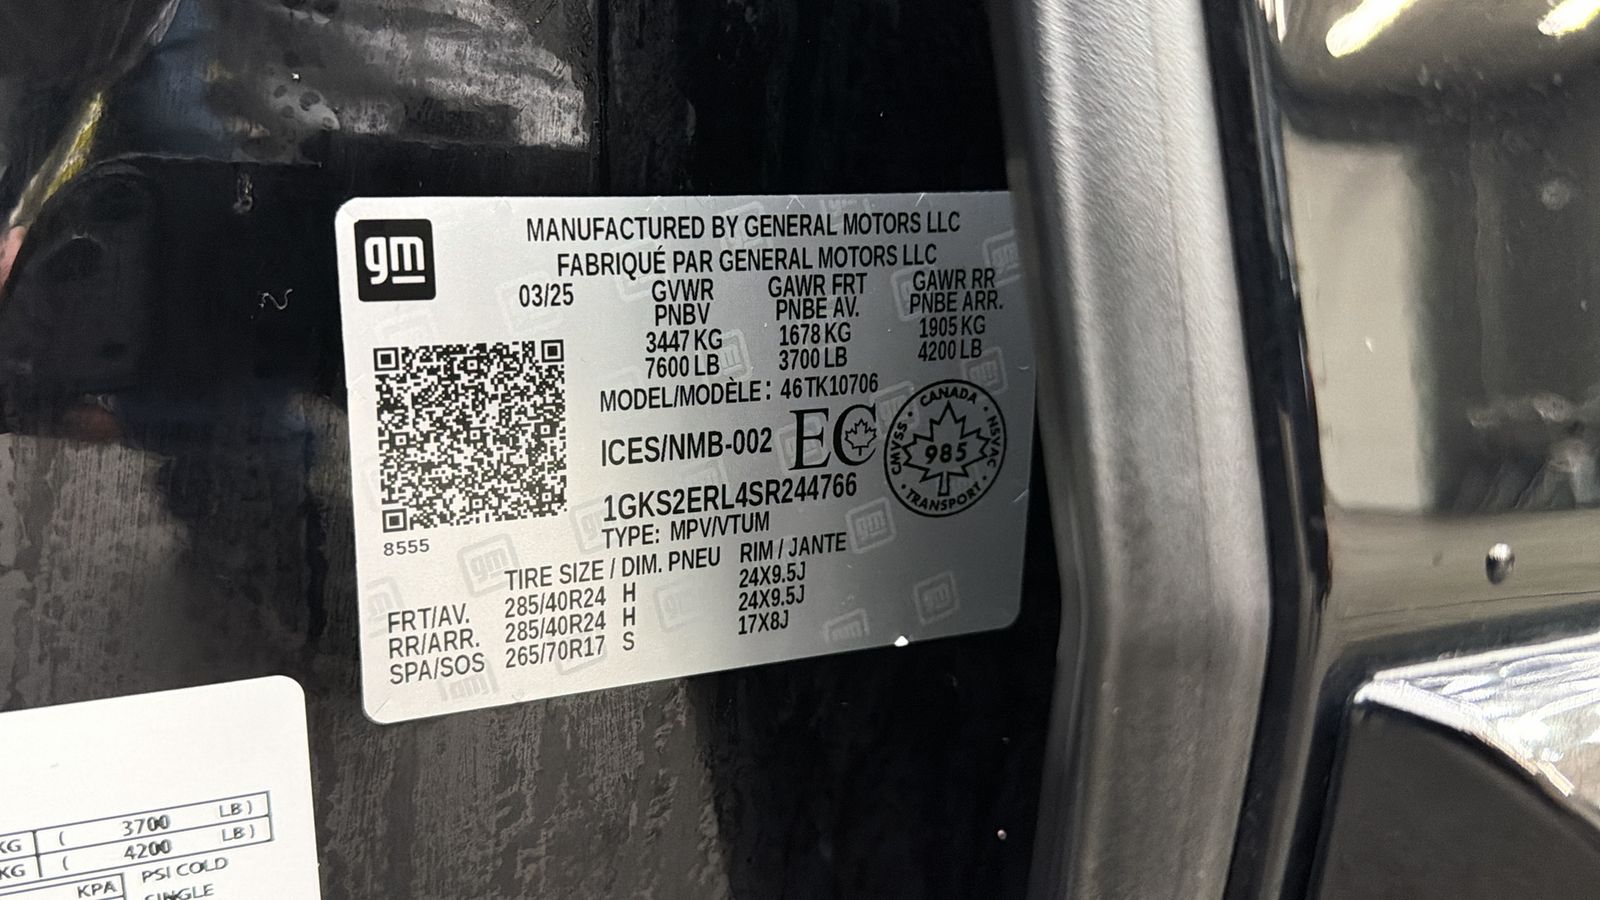 gm
MANUFACTURED BY GENERAL MOTORS LLC
FABRIQUÉ PAR GENERAL MOTORS LLC
03/25 GVWR GAWR FRT GAWR RR
PNBV PNBE AV. PNBE ARR.
3447 KG 1678 KG 1905 KG
7600 LB 3700 LB 4200 LB
MODEL/MODÈLE: 46TK10706
ICES/NMB-002 EC
CANADA · NSVAC · TRANSPORT · CMVSS ·
985
1GKS2ERL4SR244766
TYPE: MPV/VTUM
8555
TIRE SIZE / DIM. PNEU RIM / JANTE
FRT/AV. 285/40R24 H 24X9.5J
RR/ARR. 285/40R24 H 24X9.5J
SPA/SOS 265/70R17 S 17X8J
KG ( 3700 LB )
KG ( 4200 LB )
KPA PSI COLD
SINGLE